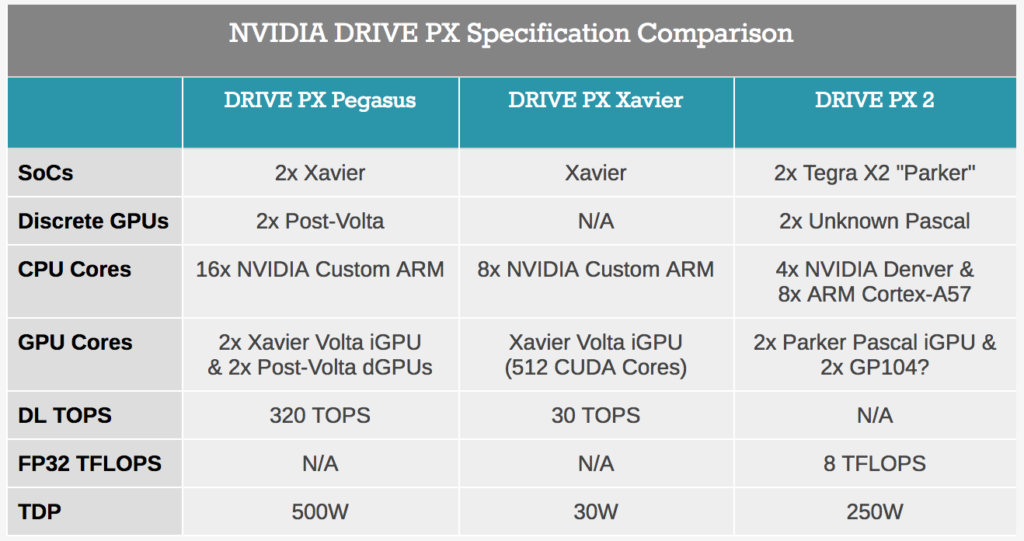 NVIDIA DRIVE PX Specification Comparison
DRIVE PX Pegasus DRIVE PX Xavier DRIVE PX 2
SoCs 2x Xavier Xavier 2x Tegra X2 "Parker"
Discrete GPUs 2x Post-Volta N/A 2x Unknown Pascal
CPU Cores 16x NVIDIA Custom ARM 8x NVIDIA Custom ARM 4x NVIDIA Denver &
8x ARM Cortex-A57
GPU Cores 2x Xavier Volta iGPU Xavier Volta iGPU 2x Parker Pascal iGPU &
& 2x Post-Volta dGPUs (512 CUDA Cores) 2x GP104?
DL TOPS 320 TOPS 30 TOPS N/A
FP32 TFLOPS N/A N/A 8 TFLOPS
TDP 500W 30W 250W